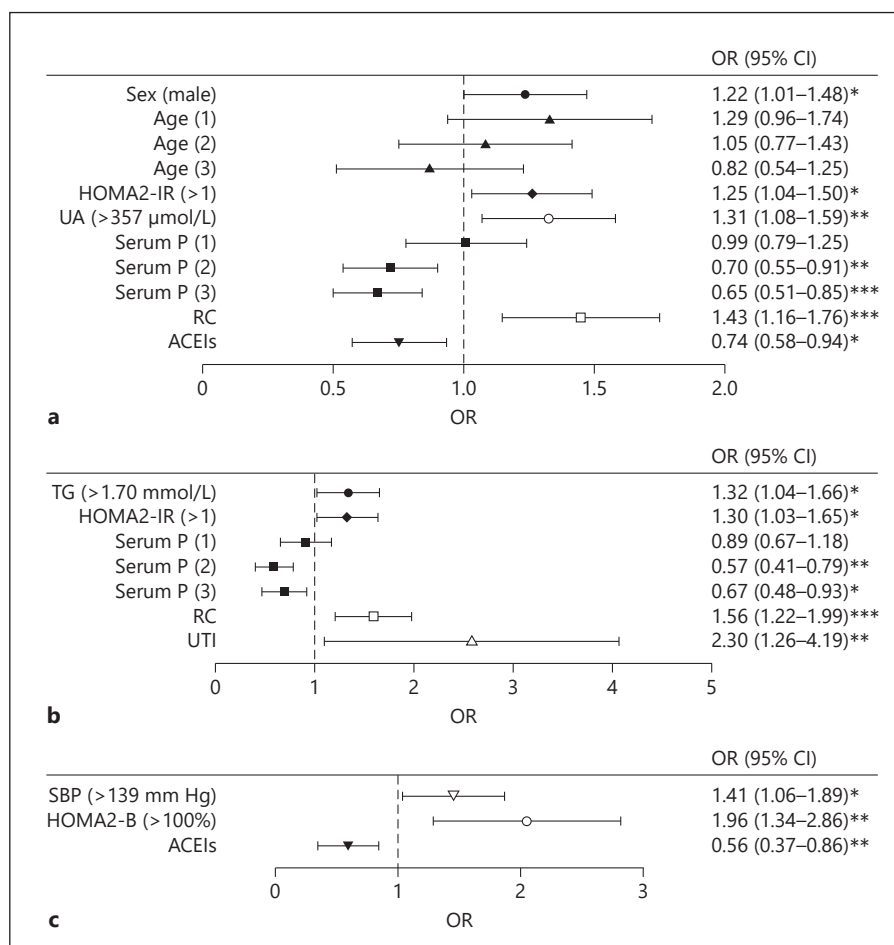 OR (95% CI)
Sex (male) 1.22 (1.01–1.48)*
Age (1) 1.29 (0.96–1.74)
Age (2) 1.05 (0.77–1.43)
Age (3) 0.82 (0.54–1.25)
HOMA2-IR (>1) 1.25 (1.04–1.50)*
UA (>357 μmol/L) 1.31 (1.08–1.59)**
Serum P (1) 0.99 (0.79–1.25)
Serum P (2) 0.70 (0.55–0.91)**
Serum P (3) 0.65 (0.51–0.85)***
RC 1.43 (1.16–1.76)***
ACEIs 0.74 (0.58–0.94)*
0 0.5 1.0 1.5 2.0
a OR
OR (95% CI)
TG (>1.70 mmol/L) 1.32 (1.04–1.66)*
HOMA2-IR (>1) 1.30 (1.03–1.65)*
Serum P (1) 0.89 (0.67–1.18)
Serum P (2) 0.57 (0.41–0.79)**
Serum P (3) 0.67 (0.48–0.93)*
RC 1.56 (1.22–1.99)***
UTI 2.30 (1.26–4.19)**
0 1 2 3 4 5
b OR
OR (95% CI)
SBP (>139 mm Hg) 1.41 (1.06–1.89)*
HOMA2-B (>100%) 1.96 (1.34–2.86)**
ACEIs 0.56 (0.37–0.86)**
0 1 2 3
c OR